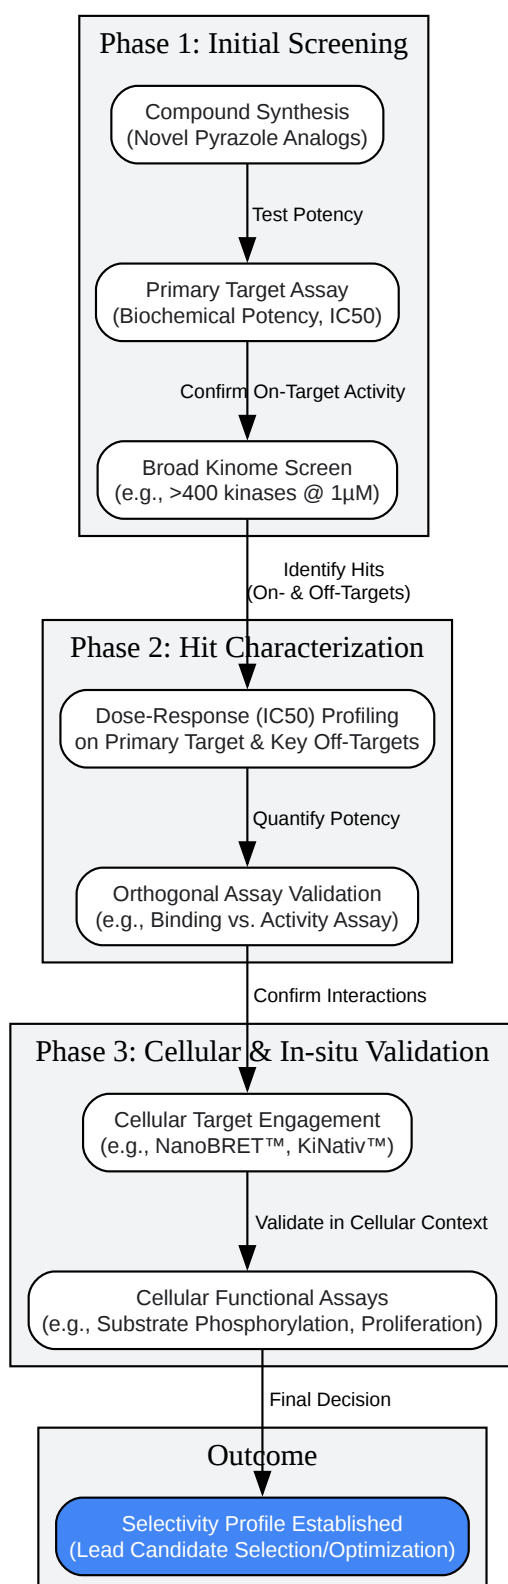 Phase 1: Initial Screening
Compound Synthesis
(Novel Pyrazole Analogs)
Test Potency
Primary Target Assay
(Biochemical Potency, IC50)
Confirm On-Target Activity
Broad Kinome Screen
(e.g., >400 kinases @ 1µM)
Identify Hits
(On- & Off-Targets)
Phase 2: Hit Characterization
Dose-Response (IC50) Profiling
on Primary Target & Key Off-Targets
Quantify Potency
Orthogonal Assay Validation
(e.g., Binding vs. Activity Assay)
Confirm Interactions
Phase 3: Cellular & In-situ Validation
Cellular Target Engagement
(e.g., NanoBRET™, KiNativ™)
Validate in Cellular Context
Cellular Functional Assays
(e.g., Substrate Phosphorylation, Proliferation)
Final Decision
Outcome
Selectivity Profile Established
(Lead Candidate Selection/Optimization)